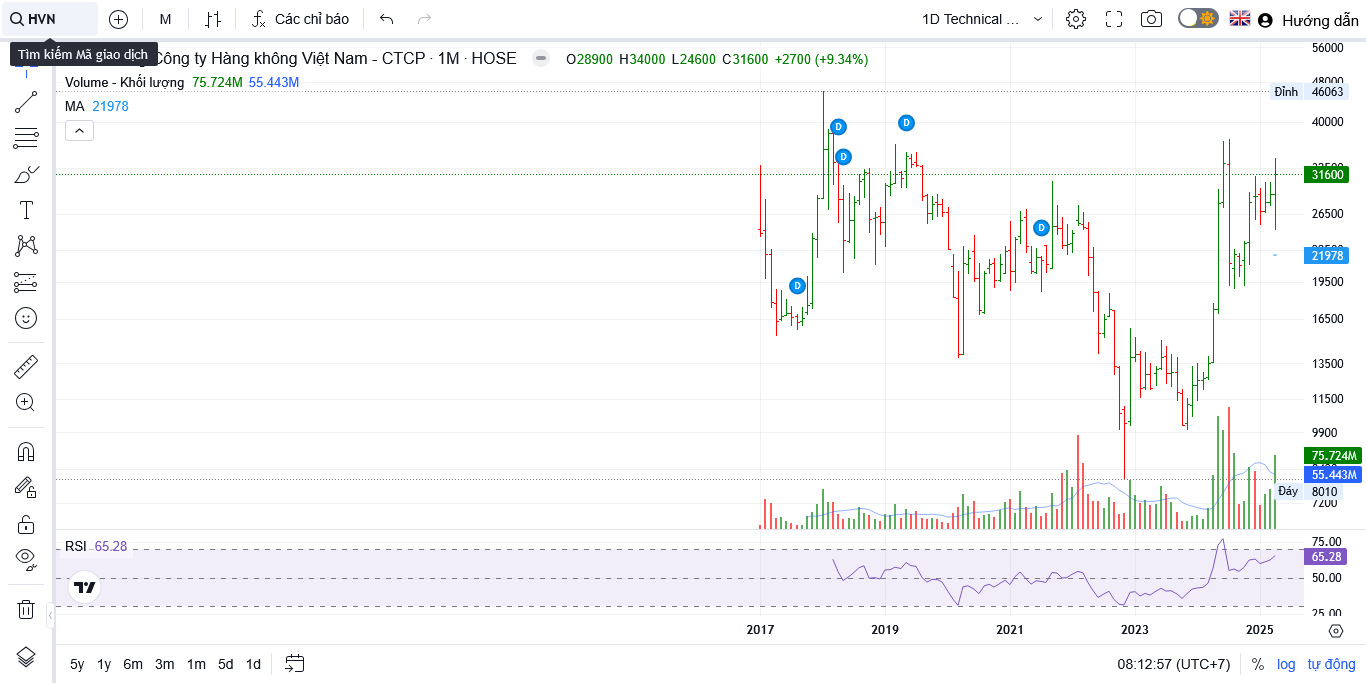 HVN
M
Các chỉ báo
1D Technical ...
Hướng dẫn
Tìm kiếm Mã giao dịch
Công ty Hàng không Việt Nam - CTCP · 1M · HOSE
O28900 H34000 L24600 C31600 +2700 (+9.34%)
Volume - Khối lượng 75.724M 55.443M
MA 21978
56000
48000
Đỉnh 46063
40000
31600
26500
21978
19500
16500
13500
11500
9900
75.724M
55.443M
Đáy 8010
7200
D
D
D
D
D
RSI 65.28
75.00
65.28
50.00
25.00
2017 2019 2021 2023 2025
5y 1y 6m 3m 1m 5d 1d
08:12:57 (UTC+7) % log tự động